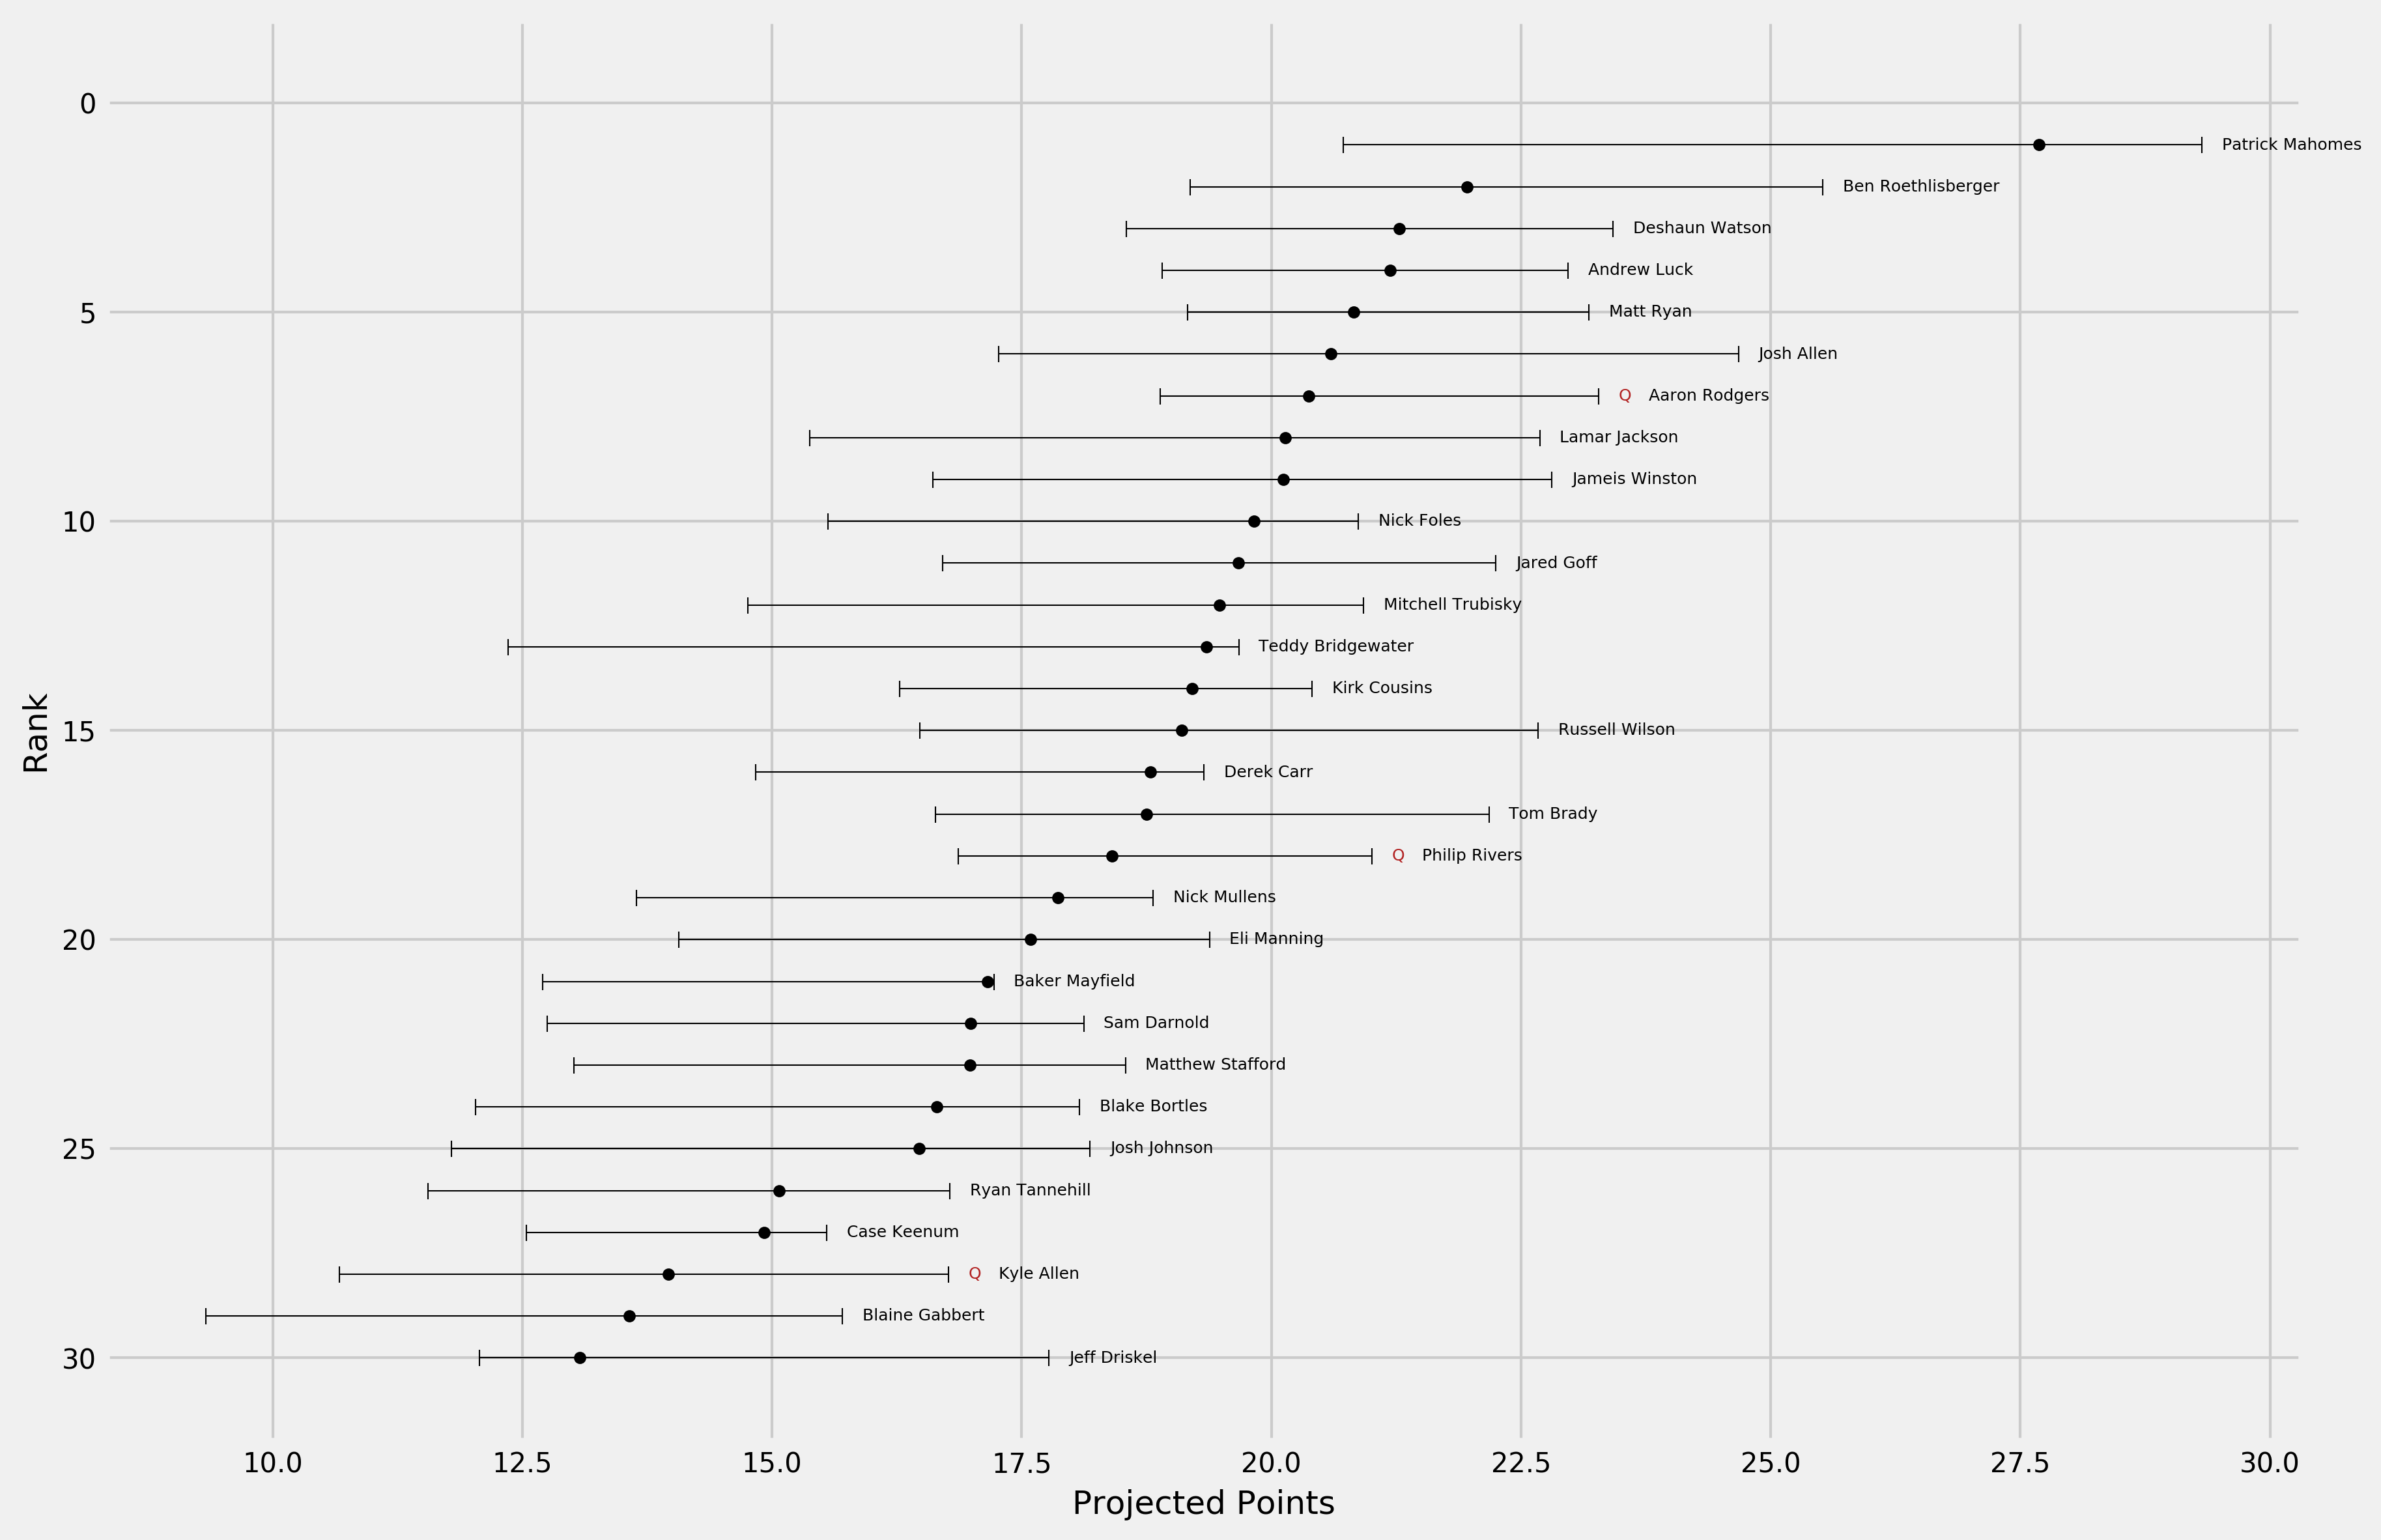 0
Patrick Mahomes
Ben Roethlisberger
Deshaun Watson
Andrew Luck
5
Matt Ryan
Josh Allen
Q Aaron Rodgers
Lamar Jackson
Jameis Winston
10
Nick Foles
Jared Goff
Mitchell Trubisky
Teddy Bridgewater
Kirk Cousins
Rank
15
Russell Wilson
Derek Carr
Tom Brady
Q Philip Rivers
Nick Mullens
20
Eli Manning
Baker Mayfield
Sam Darnold
Matthew Stafford
Blake Bortles
25
Josh Johnson
Ryan Tannehill
Case Keenum
Q Kyle Allen
Blaine Gabbert
30
Jeff Driskel
10.0 12.5 15.0 17.5 20.0 22.5 25.0 27.5 30.0
Projected Points